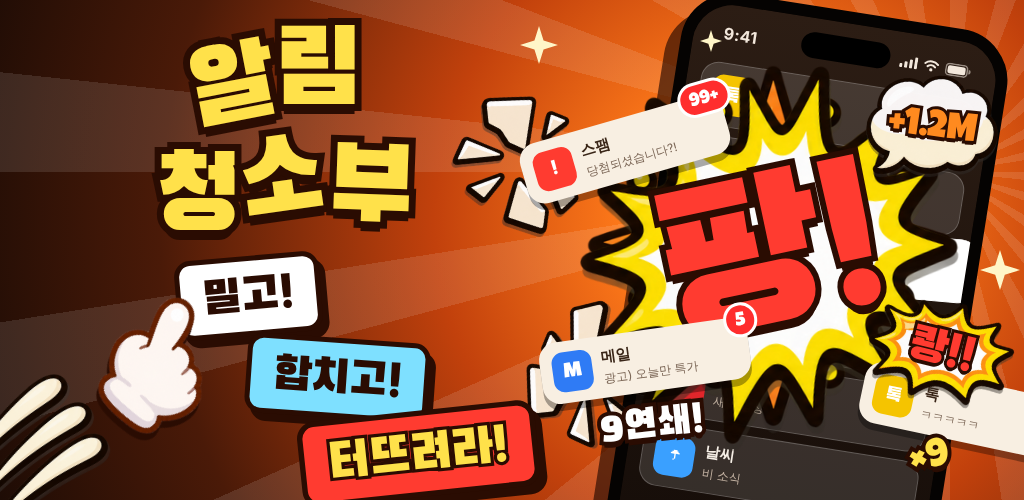 알림
청소부
밀고!
합치고!
터뜨려라!
9:41
99+
!
스팸
당첨되셨습니다?!
+1.2M
팡!
5
M
메일
광고) 오늘만 특가
쾅!!
톡
톡
ㅋㅋㅋㅋㅋ
9연쇄!
+9
날씨
비 소식